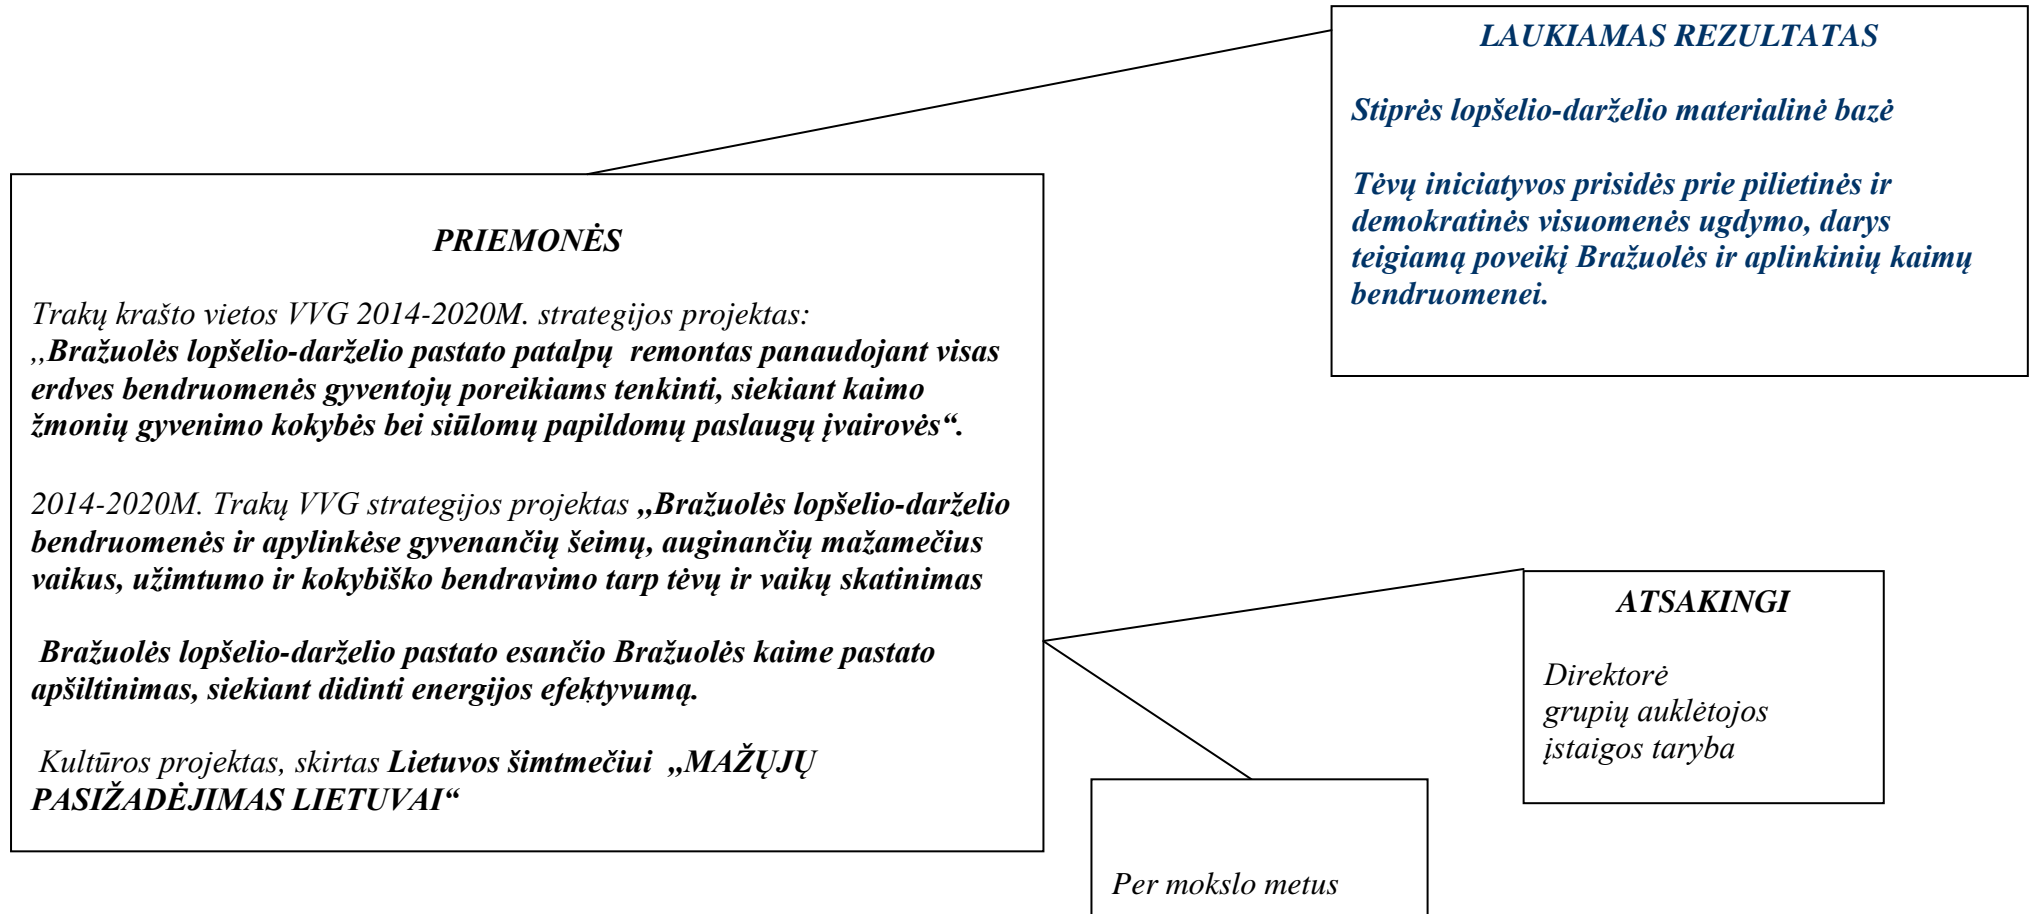 LAUKIAMAS REZULTATAS
Stiprės lopšelio-darželio materialinė bazė
Tėvų iniciatyvos prisidės prie pilietinės ir
demokratinės visuomenės ugdymo, darys
teigiamą poveikį Bražuolės ir aplinkinių kaimų
bendruomenei.
PRIEMONĖS
Trakų krašto vietos VVG 2014-2020M. strategijos projektas:
,,Bražuolės lopšelio-darželio pastato patalpų remontas panaudojant visas
erdves bendruomenės gyventojų poreikiams tenkinti, siekiant kaimo
žmonių gyvenimo kokybės bei siūlomų papildomų paslaugų įvairovės“.
2014-2020M. Trakų VVG strategijos projektas „Bražuolės lopšelio-darželio
bendruomenės ir apylinkėse gyvenančių šeimų, auginančių mažamečius
vaikus, užimtumo ir kokybiško bendravimo tarp tėvų ir vaikų skatinimas
Bražuolės lopšelio-darželio pastato esančio Bražuolės kaime pastato
apšiltinimas, siekiant didinti energijos efektyvumą.
Kultūros projektas, skirtas Lietuvos šimtmečiui „MAŽŲJŲ
PASIŽADĖJIMAS LIETUVAI“
ATSAKINGI
Direktorė
grupių auklėtojos
įstaigos taryba
Per mokslo metus